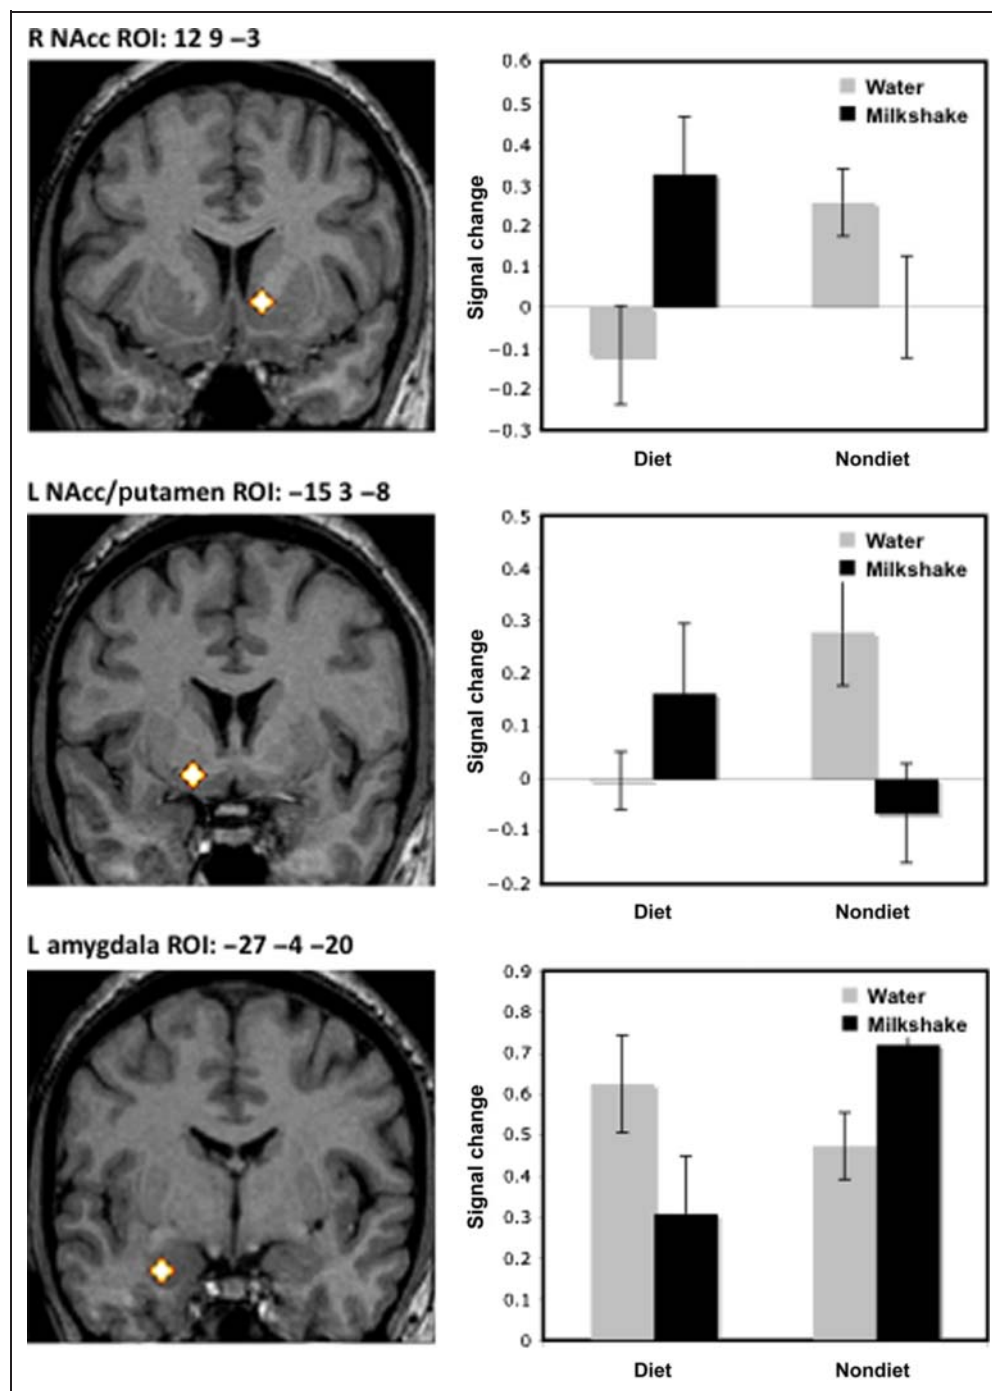 R NAcc ROI: 12 9 −3
0.6
0.5
0.4
0.3
0.2
0.1
0
−0.1
−0.2
−0.3
Signal change
Water
Milkshake
Diet Nondiet
L NAcc/putamen ROI: −15 3 −8
0.5
0.4
0.3
0.2
0.1
0
−0.1
−0.2
Signal change
Water
Milkshake
Diet Nondiet
L amygdala ROI: −27 −4 −20
0.9
0.8
0.7
0.6
0.5
0.4
0.3
0.2
0.1
0
Signal change
Water
Milkshake
Diet Nondiet